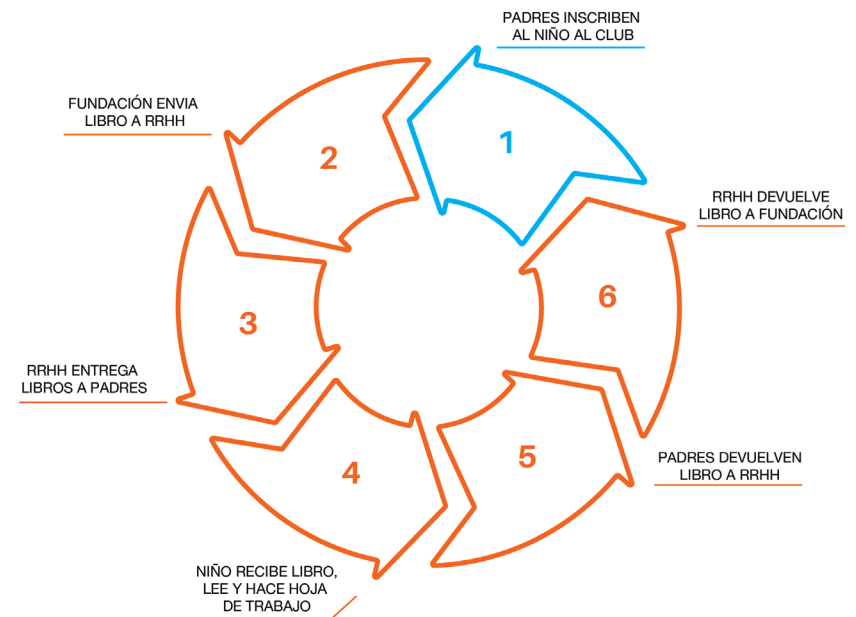 PADRES INSCRIBEN
AL NIÑO AL CLUB
1
FUNDACIÓN ENVIA
LIBRO A RRHH
2
RRHH ENTREGA
LIBROS A PADRES
3
NIÑO RECIBE LIBRO,
LEE Y HACE HOJA
DE TRABAJO
4
PADRES DEVUELVEN
LIBRO A RRHH
5
RRHH DEVUELVE
LIBRO A FUNDACIÓN
6